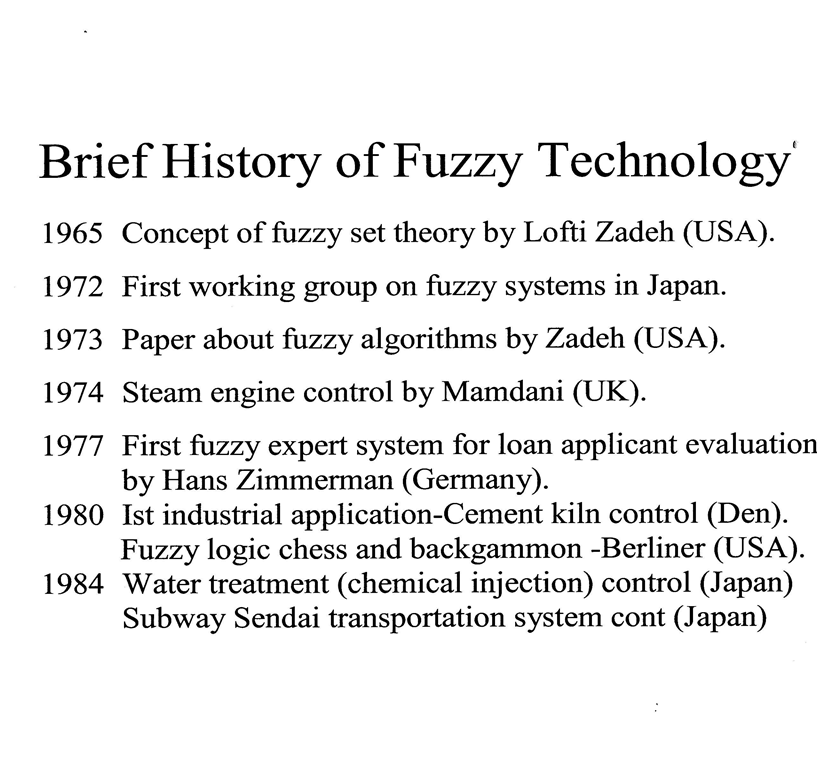 Brief History of Fuzzy Technology
1965 Concept of fuzzy set theory by Lofti Zadeh (USA).
1972 First working group on fuzzy systems in Japan.
1973 Paper about fuzzy algorithms by Zadeh (USA).
1974 Steam engine control by Mamdani (UK).
1977 First fuzzy expert system for loan applicant evaluation
by Hans Zimmerman (Germany).
1980 Ist industrial application-Cement kiln control (Den).
Fuzzy logic chess and backgammon -Berliner (USA).
1984 Water treatment (chemical injection) control (Japan)
Subway Sendai transportation system cont (Japan)